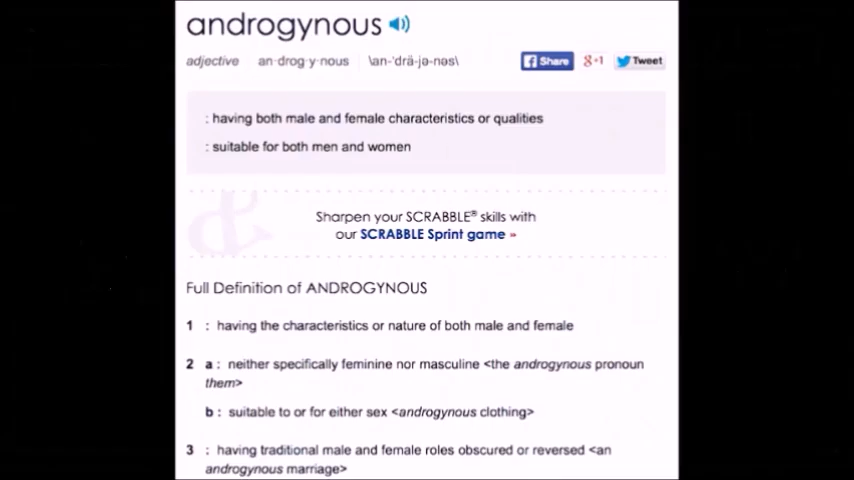 androgynous
adjective an·drog·y·nous \an-ˈdrä-jə-nəs\ Share g+1 Tweet
: having both male and female characteristics or qualities
: suitable for both men and women
Sharpen your SCRABBLE® skills with
our SCRABBLE Sprint game »
Full Definition of ANDROGYNOUS
1 : having the characteristics or nature of both male and female
2 a : neither specifically feminine nor masculine <the androgynous pronoun
them>
b : suitable to or for either sex <androgynous clothing>
3 : having traditional male and female roles obscured or reversed <an
androgynous marriage>